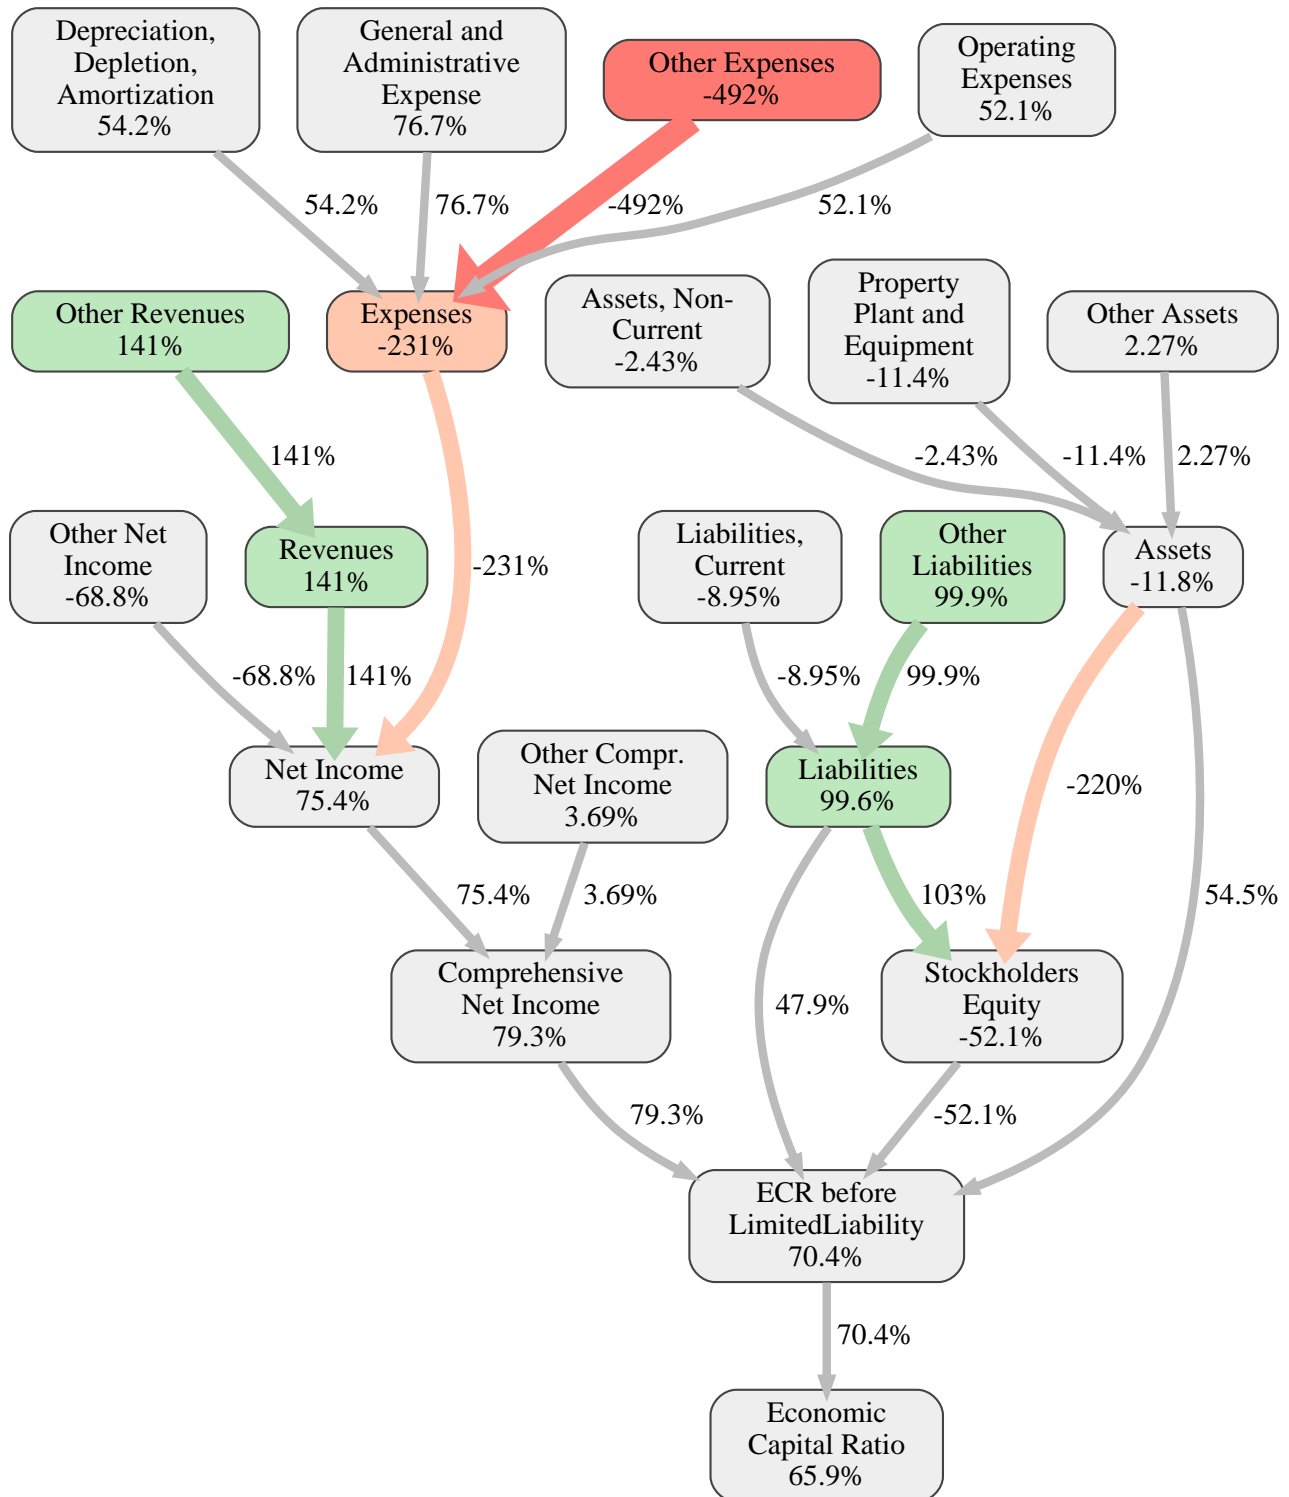 Depreciation,
Depletion,
Amortization
54.2%
General and
Administrative
Expense
76.7%
Other Expenses
-492%
Operating
Expenses
52.1%
54.2%
76.7%
-492%
52.1%
Other Revenues
141%
Expenses
-231%
Assets, Non-
Current
-2.43%
Property
Plant and
Equipment
-11.4%
Other Assets
2.27%
141%
-2.43%
-11.4%
2.27%
Other Net
Income
-68.8%
Revenues
141%
-231%
Liabilities,
Current
-8.95%
Other
Liabilities
99.9%
Assets
-11.8%
-68.8%
141%
-8.95%
99.9%
Net Income
75.4%
Other Compr.
Net Income
3.69%
Liabilities
99.6%
-220%
75.4%
3.69%
103%
54.5%
Comprehensive
Net Income
79.3%
47.9%
Stockholders
Equity
-52.1%
79.3%
-52.1%
ECR before
LimitedLiability
70.4%
70.4%
Economic
Capital Ratio
65.9%